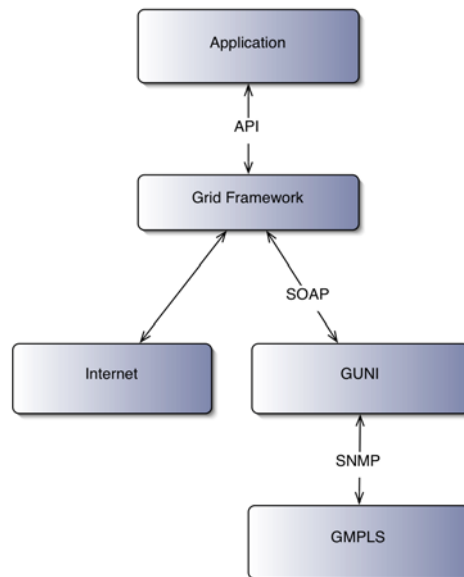 Application
API
Grid Framework
SOAP
Internet
GUNI
SNMP
GMPLS